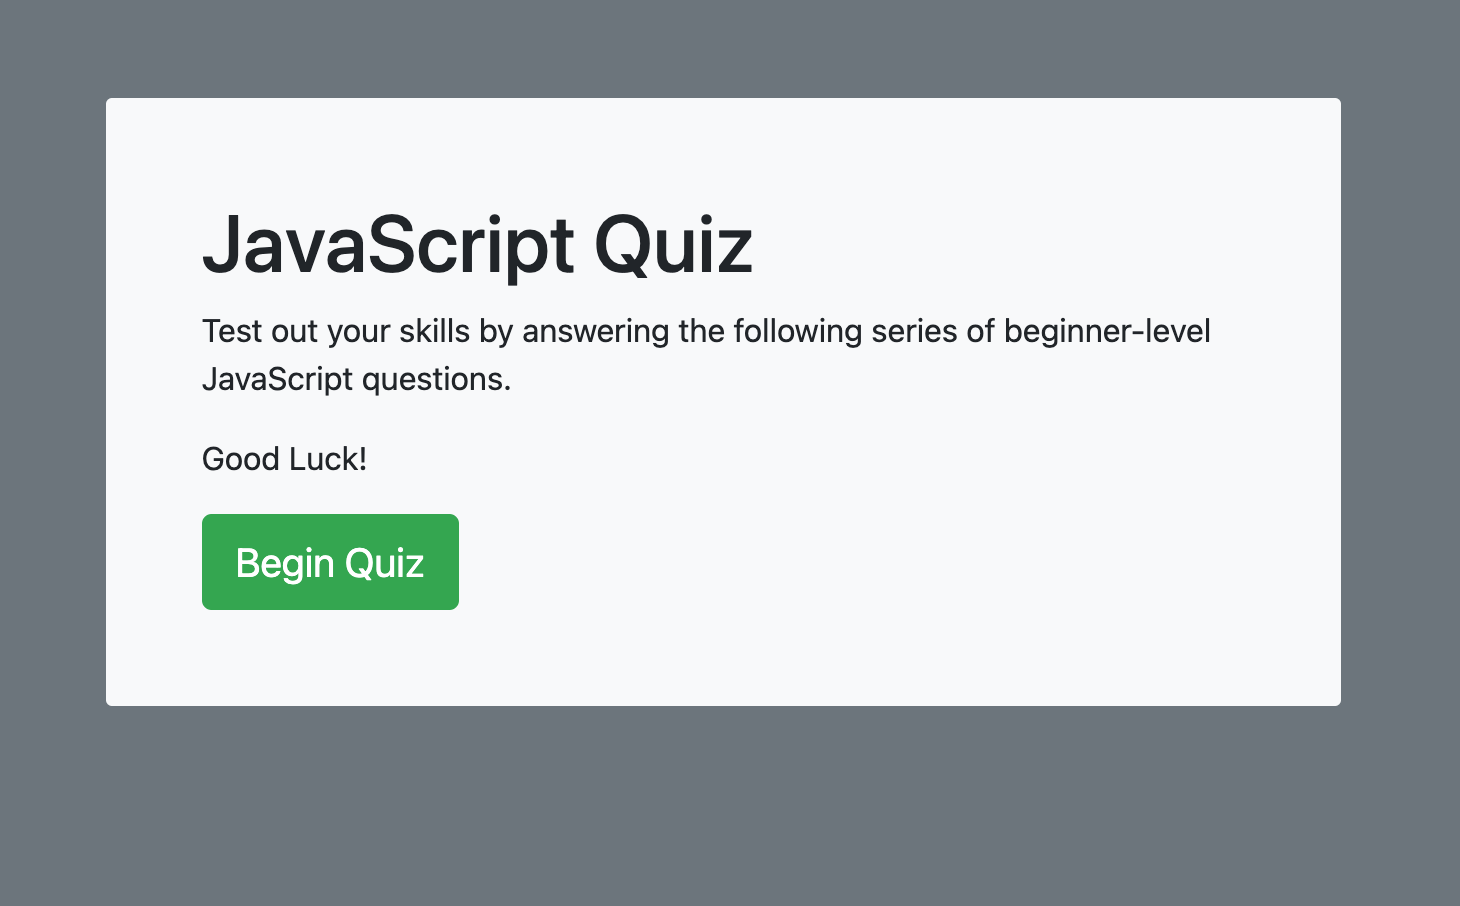 JavaScript Quiz
Test out your skills by answering the following series of beginner-level
JavaScript questions.
Good Luck!
Begin Quiz